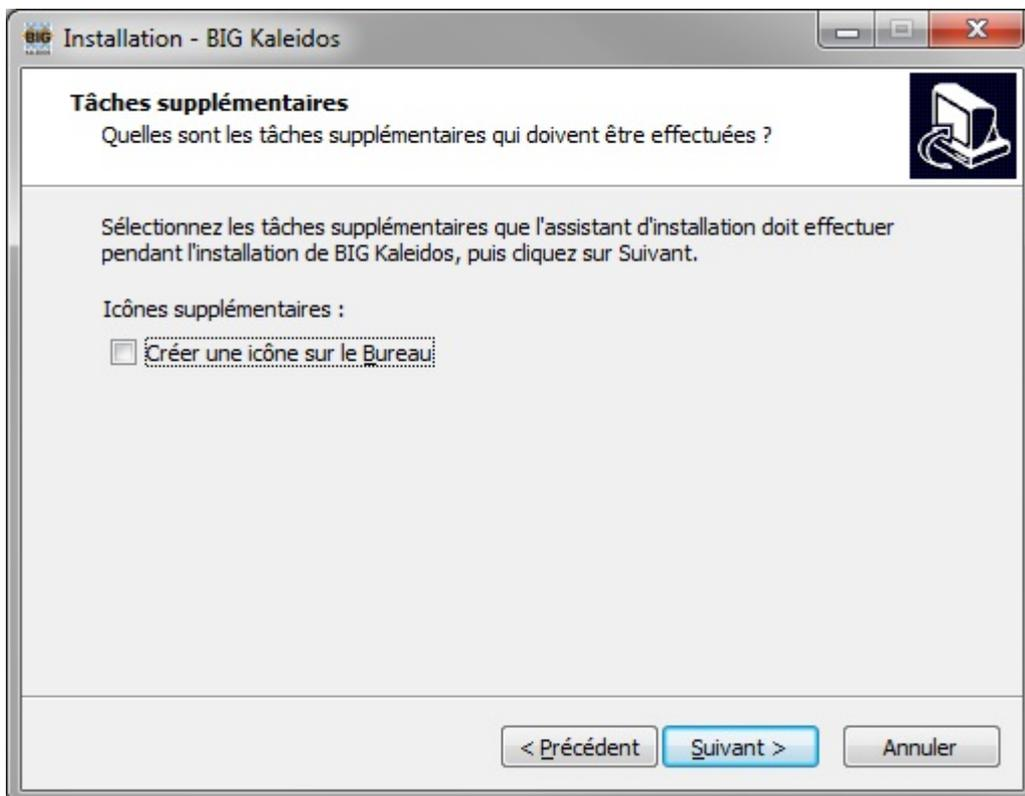 BIG Installation - BIG Kaleidos
Tâches supplémentaires
Quelles sont les tâches supplémentaires qui doivent être effectuées ?
Sélectionnez les tâches supplémentaires que l'assistant d'installation doit effectuer
pendant l'installation de BIG Kaleidos, puis cliquez sur Suivant.
Icônes supplémentaires :
Créer une icône sur le Bureau
< Précédent Suivant > Annuler